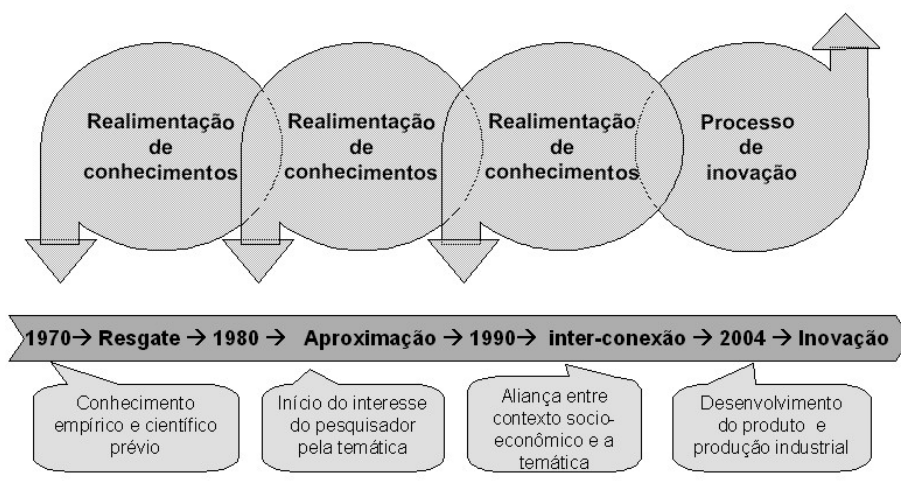 Realimentação
de
conhecimentos
Realimentação
de
conhecimentos
Realimentação
de
conhecimentos
Processo
de
inovação
1970→ Resgate → 1980 → Aproximação → 1990→ inter-conexão → 2004 → Inovação
Conhecimento
empírico e científico
prévio
Início do interesse
do pesquisador
pela temática
Aliança entre
contexto socio-
econômico e a
temática
Desenvolvimento
do produto e
produção industrial